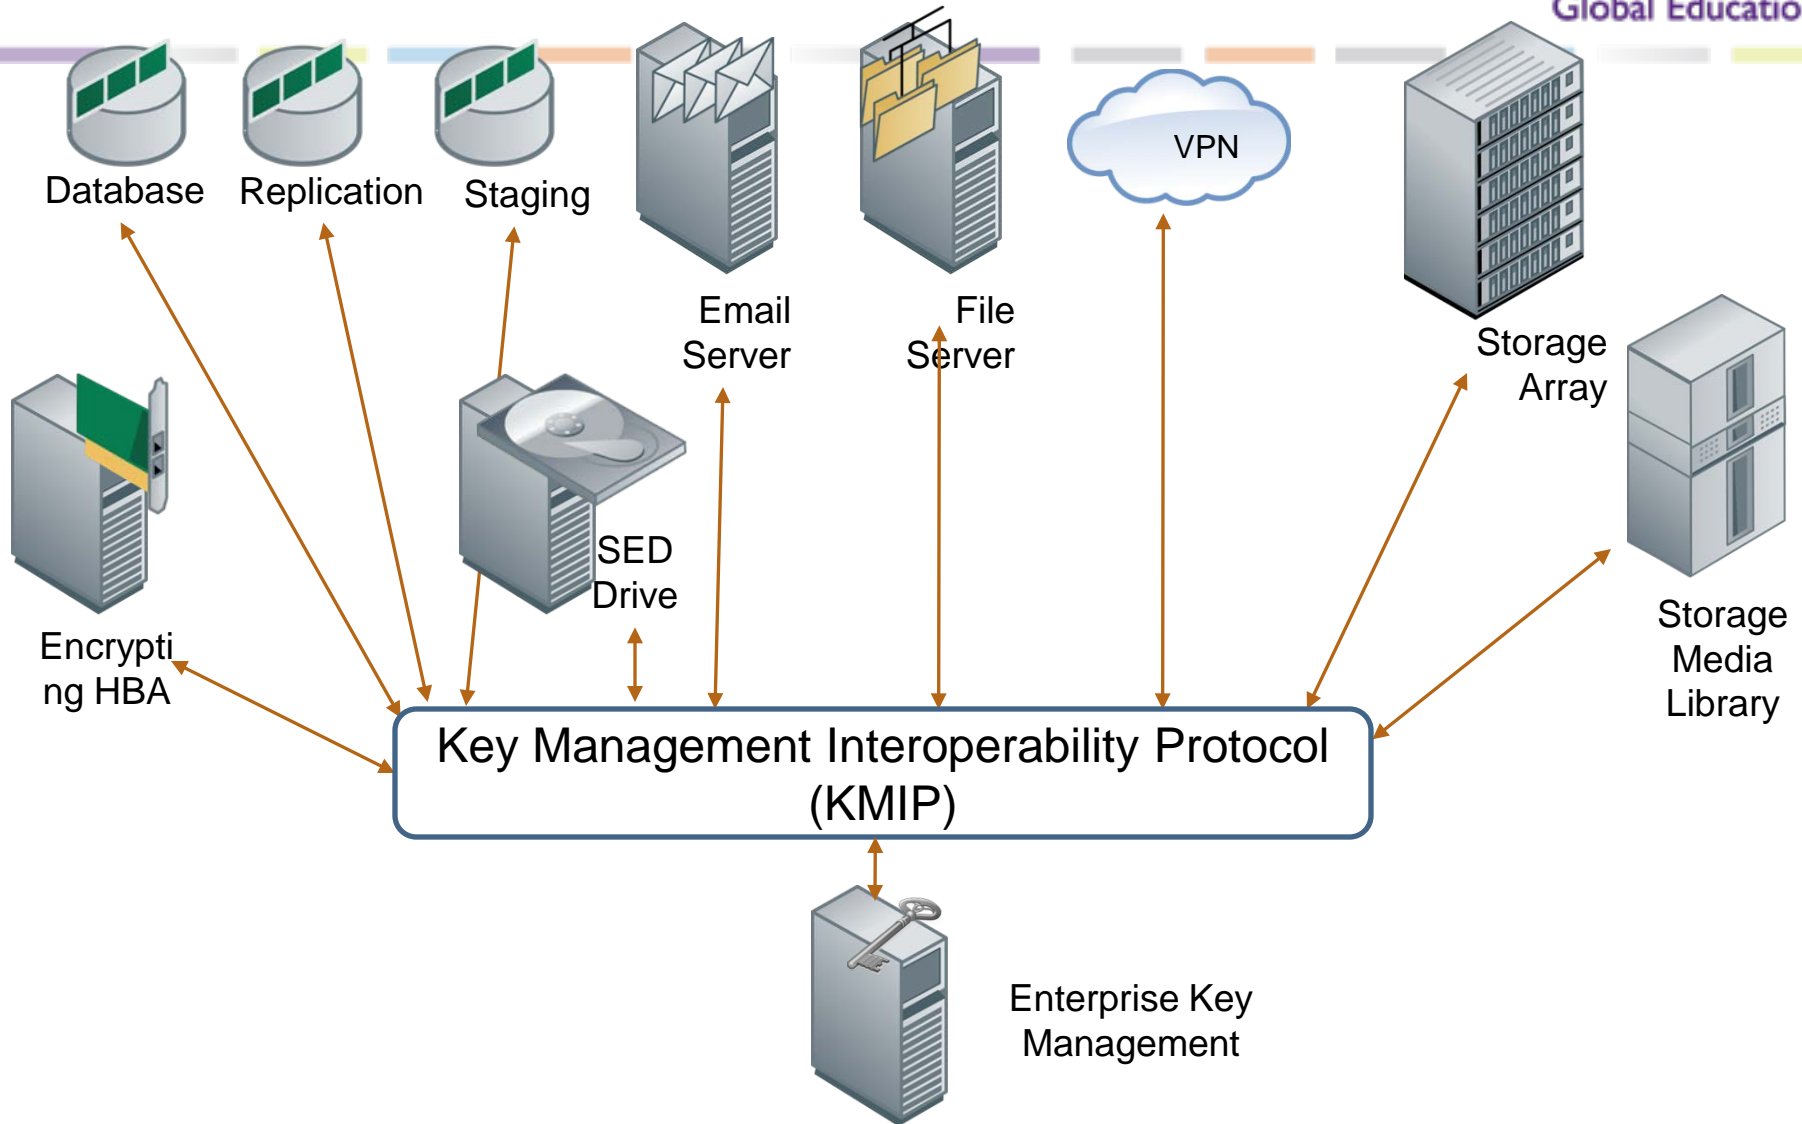 Global Educatio
Database
Replication
Staging
VPN
Email
Server
File
Server
Storage
Array
SED
Drive
Encrypti
ng HBA
Storage
Media
Library
Key Management Interoperability Protocol
(KMIP)
Enterprise Key
Management